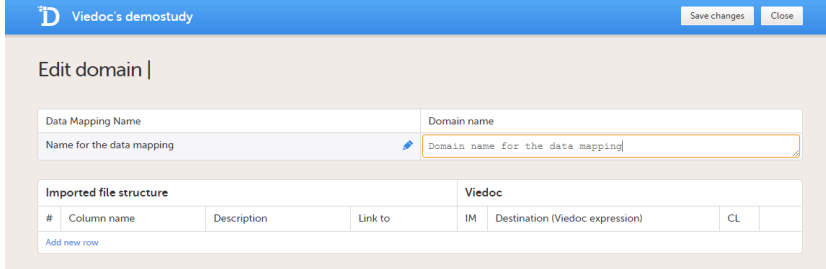 Viedoc's demostudy Save changes Close
Edit domain |
Data Mapping Name Domain name
Name for the data mapping Domain name for the data mapping
Imported file structure Viedoc
# Column name Description Link to IM Destination (Viedoc expression) CL
Add new row